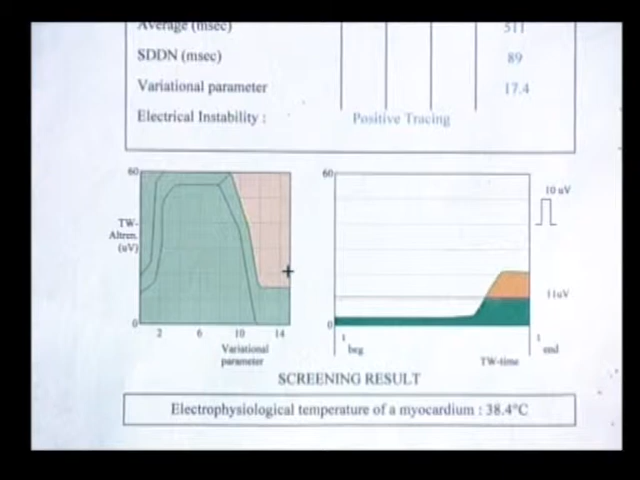 Average (msec) 511
SDDN (msec) 89
Variational parameter 17.4
Electrical Instability : Positive Tracing
60
TW-
Altren.
(uV)
0
2 6 10 14
Variational
parameter
60
10 uV
11uV
0
1 1
beg end
TW-time
SCREENING RESULT
Electrophysiological temperature of a myocardium : 38.4°C